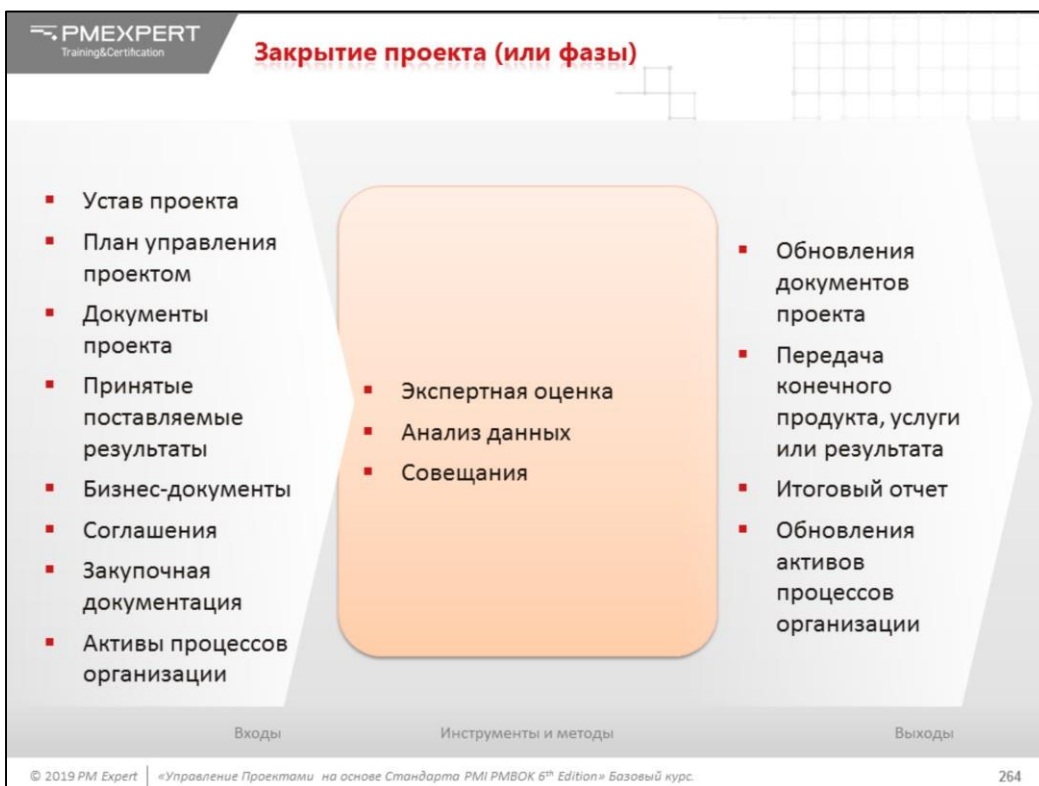 PMEXPERT
Training&Certification
Закрытие проекта (или фазы)
▪ Устав проекта
▪ План управления
проектом
▪ Документы
проекта
▪ Принятые
поставляемые
результаты
▪ Бизнес-документы
▪ Соглашения
▪ Закупочная
документация
▪ Активы процессов
организации
▪ Экспертная оценка
▪ Анализ данных
▪ Совещания
▪ Обновления
документов
проекта
▪ Передача
конечного
продукта, услуги
или результата
▪ Итоговый отчет
▪ Обновления
активов
процессов
организации
Входы
Инструменты и методы
Выходы
© 2019 PM Expert | «Управление Проектами на основе Стандарта PMI PMBOK 6th Edition» Базовый курс.
264